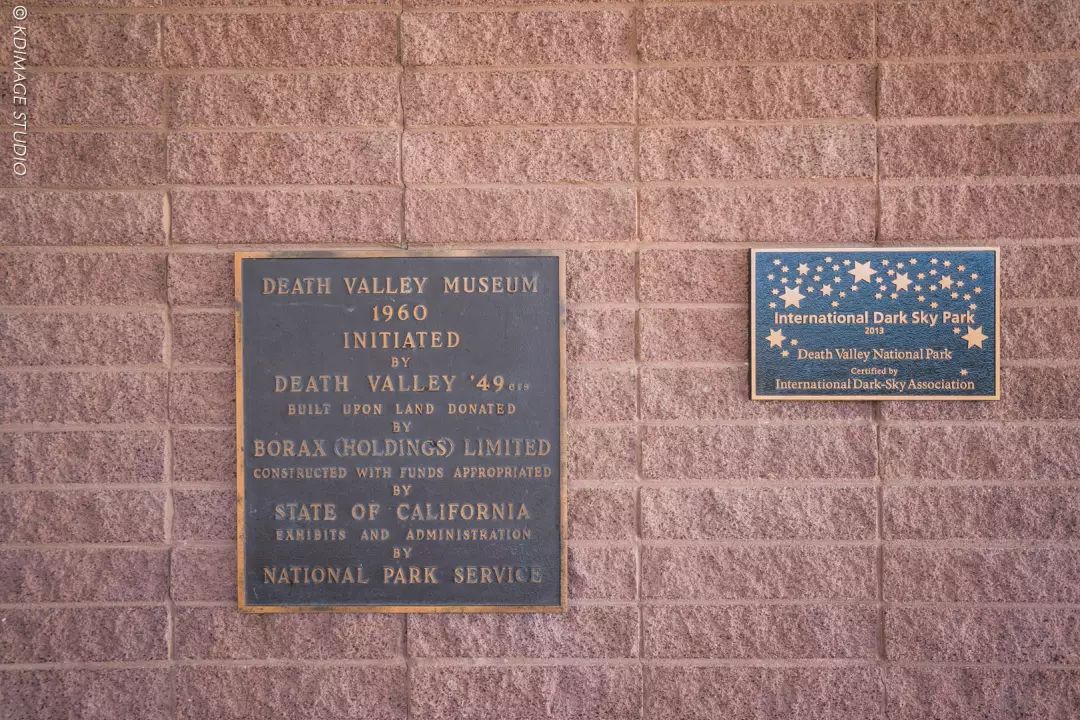 © KDIMAGE STUDIO
DEATH VALLEY MUSEUM
1960
INITIATED
BY
DEATH VALLEY '49ERS
BUILT UPON LAND DONATED
BY
BORAX (HOLDINGS) LIMITED
CONSTRUCTED WITH FUNDS APPROPRIATED
BY
STATE OF CALIFORNIA
EXHIBITS AND ADMINISTRATION
BY
NATIONAL PARK SERVICE
International Dark Sky Park
2013
Death Valley National Park
Certified by
International Dark-Sky Association